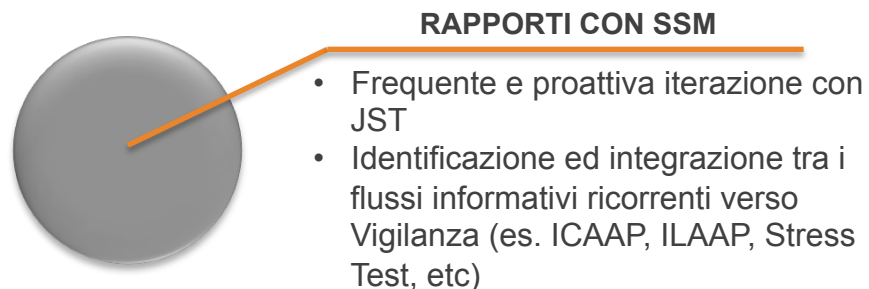 RAPPORTI CON SSM
• Frequente e proattiva iterazione con
JST
• Identificazione ed integrazione tra i
flussi informativi ricorrenti verso
Vigilanza (es. ICAAP, ILAAP, Stress
Test, etc)